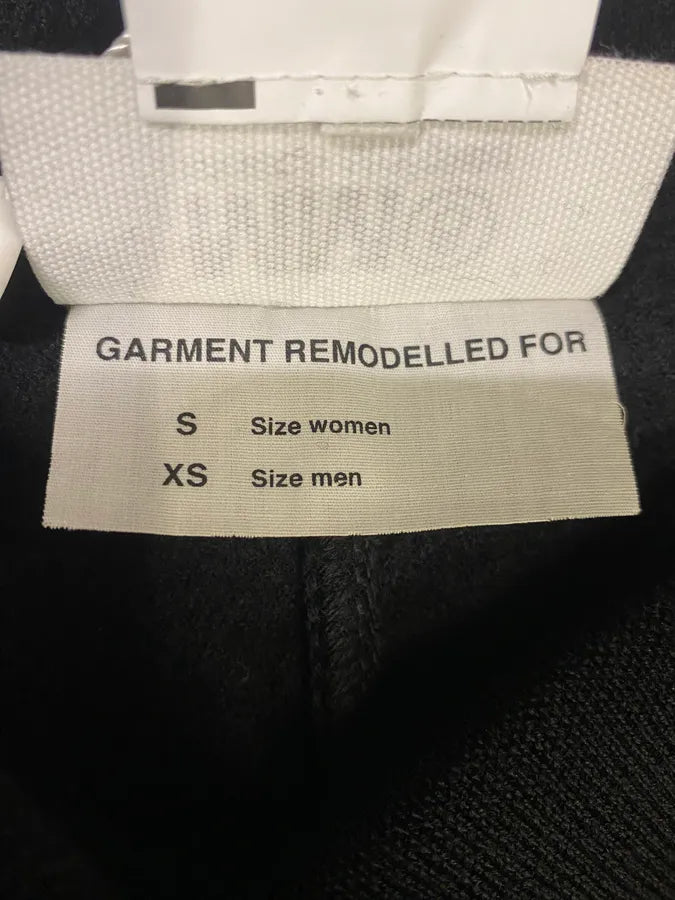 GARMENT REMODELLED FOR
S Size women
XS Size men